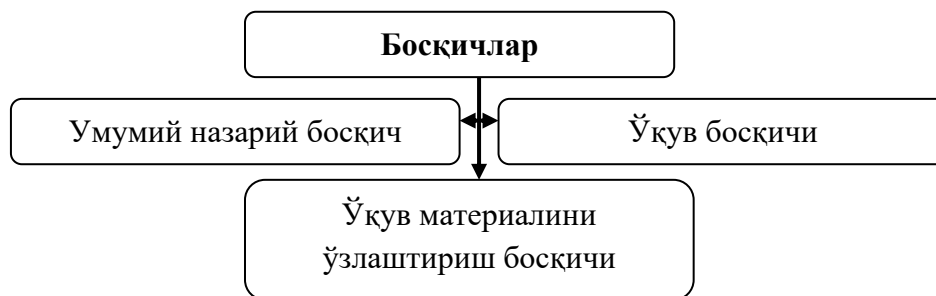 Босқичлар
Умумий назарий босқич
Ўқув босқичи
Ўқув материалини
ўзлаштириш босқичи